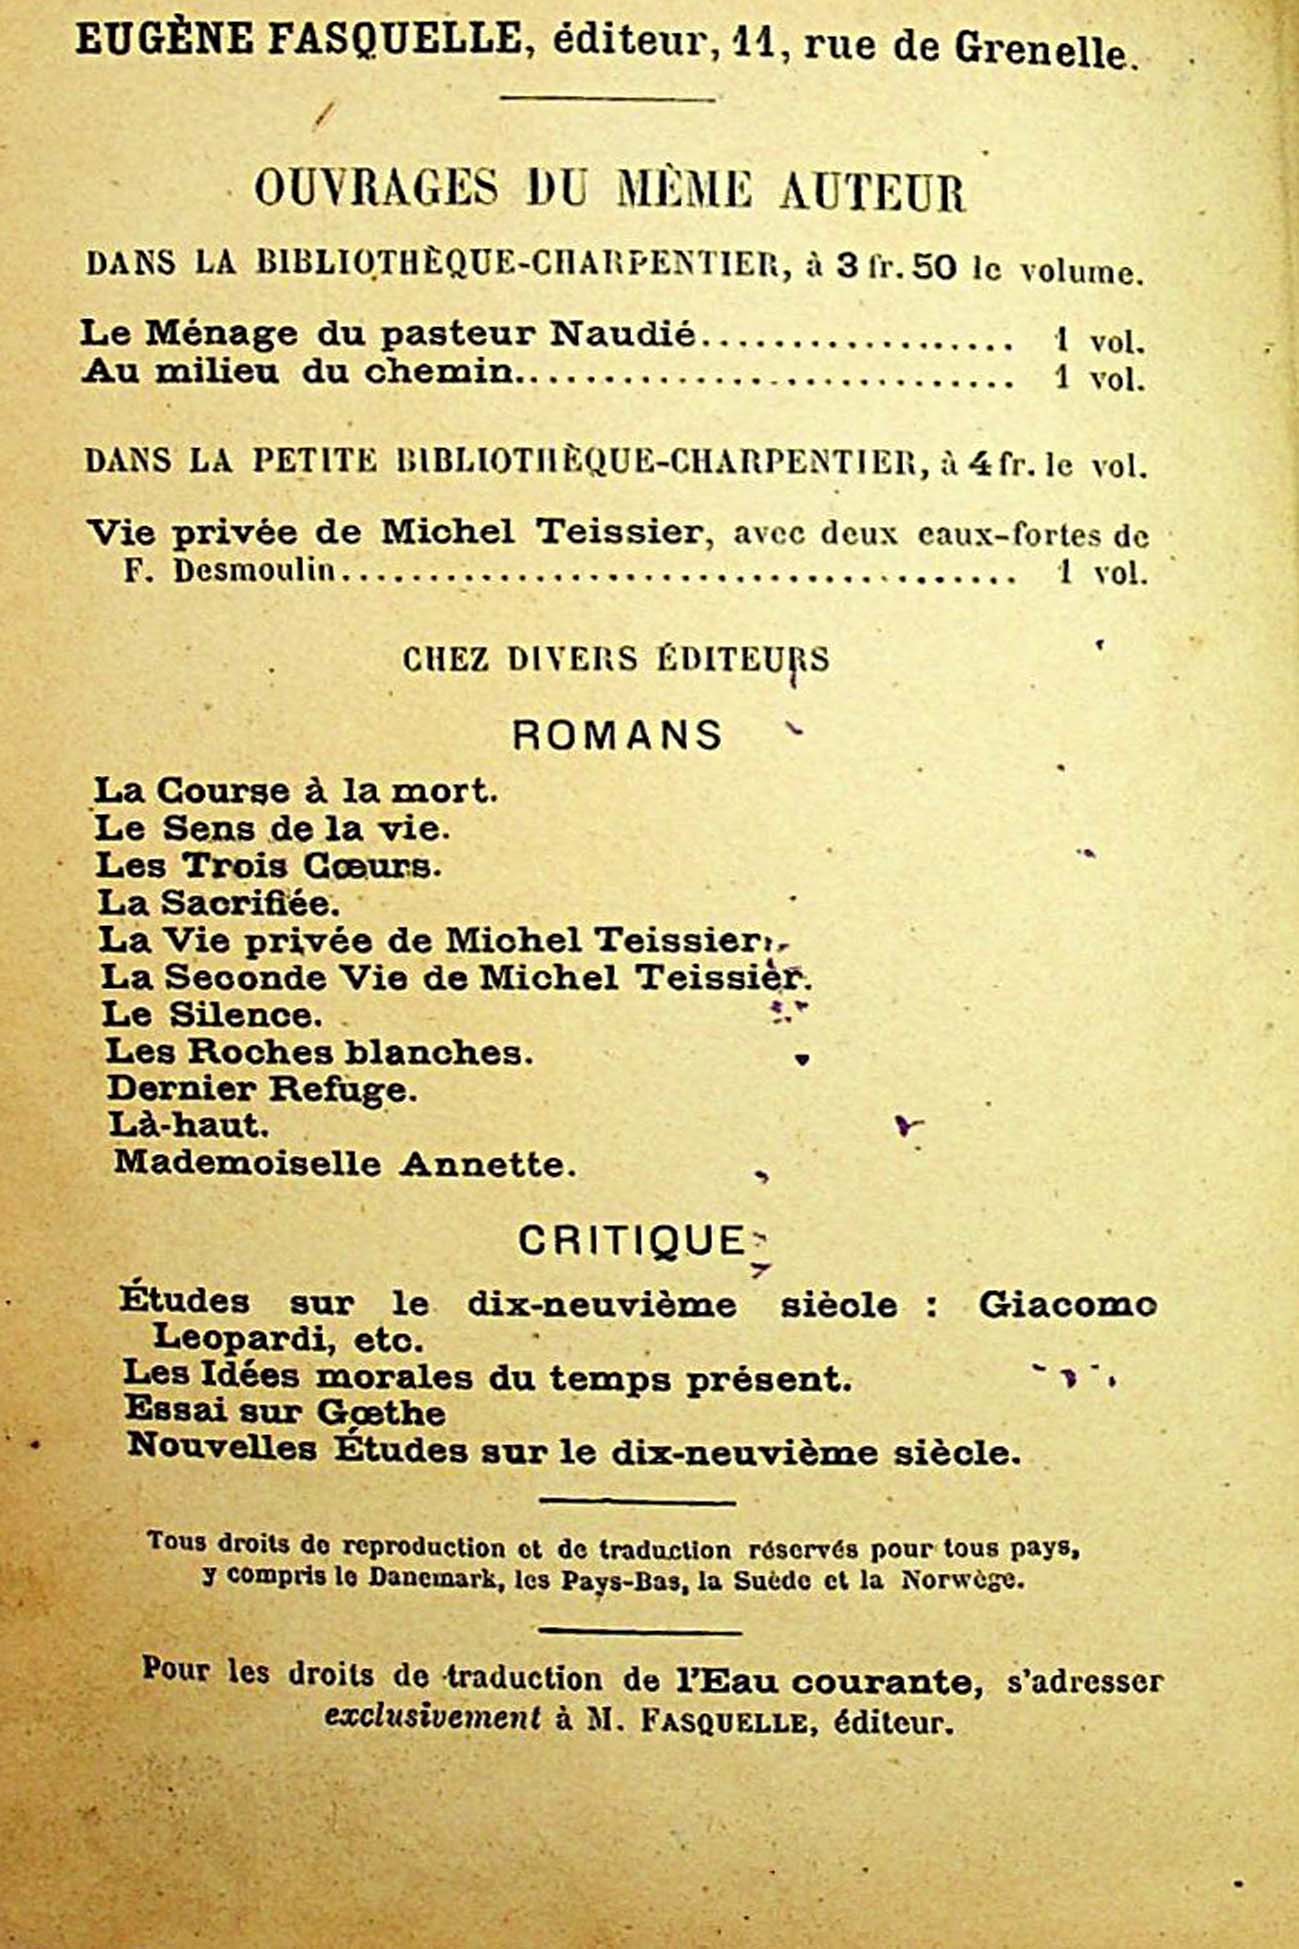 EUGÈNE FASQUELLE, éditeur, 11, rue de Grenelle.
OUVRAGES DU MÊME AUTEUR
DANS LA BIBLIOTHÈQUE-CHARPENTIER, à 3 fr. 50 le volume.
Le Ménage du pasteur Naudié.................. 1 vol.
Au milieu du chemin............................ 1 vol.
DANS LA PETITE BIBLIOTHÈQUE-CHARPENTIER, à 4 fr. le vol.
Vie privée de Michel Teissier, avec deux eaux-fortes de
F. Desmoulin....................................... 1 vol.
CHEZ DIVERS ÉDITEURS
ROMANS
La Course à la mort.
Le Sens de la vie.
Les Trois Cœurs.
La Sacrifiée.
La Vie privée de Michel Teissier.
La Seconde Vie de Michel Teissier.
Le Silence.
Les Roches blanches.
Dernier Refuge.
Là-haut.
Mademoiselle Annette.
CRITIQUE
Études sur le dix-neuvième siècle : Giacomo
Leopardi, etc.
Les Idées morales du temps présent.
Essai sur Gœthe
Nouvelles Études sur le dix-neuvième siècle.
Tous droits de reproduction et de traduction réservés pour tous pays,
y compris le Danemark, les Pays-Bas, la Suède et la Norwège.
Pour les droits de traduction de l'Eau courante, s'adresser
exclusivement à M. FASQUELLE, éditeur.